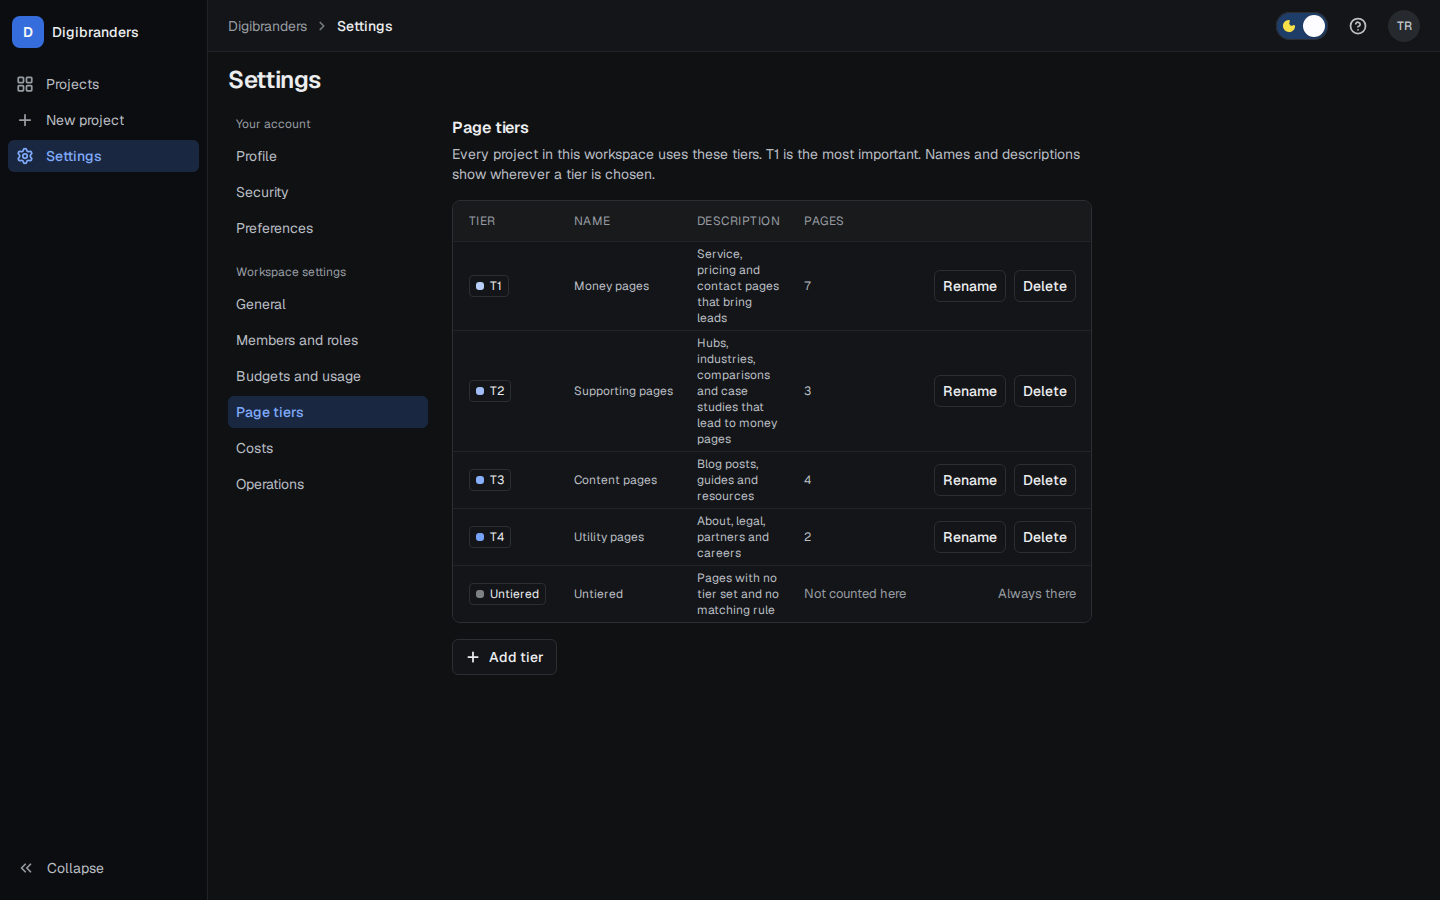 D Digibranders
Projects
New project
Settings
Collapse
Digibranders > Settings
TR
Settings
Your account
Profile
Security
Preferences
Workspace settings
General
Members and roles
Budgets and usage
Page tiers
Costs
Operations
Page tiers
Every project in this workspace uses these tiers. T1 is the most important. Names and descriptions
show wherever a tier is chosen.
TIER NAME DESCRIPTION PAGES
T1 Money pages
Service,
pricing and
contact pages
that bring
leads
7 Rename Delete
T2 Supporting pages
Hubs,
industries,
comparisons
and case
studies that
lead to money
pages
3 Rename Delete
T3 Content pages
Blog posts,
guides and
resources
4 Rename Delete
T4 Utility pages
About, legal,
partners and
careers
2 Rename Delete
Untiered Untiered
Pages with no
tier set and no
matching rule
Not counted here Always there
Add tier